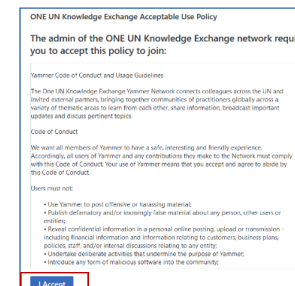 ONE UN Knowledge Exchange Acceptable Use Policy
The admin of the ONE UN Knowledge Exchange network requi
you to accept this policy to join:
Yammer Code of Conduct and Usage Guidelines
The One UN Knowledge Exchange Yammer Network connects colleagues across the UN and
invited external partners, bringing together communities of practitioners globally across a
variety of thematic areas to learn from each other, share information, broadcast important
updates and discuss pertinent topics.
Code of Conduct
We want all members of Yammer to have a safe, interesting and friendly experience.
Accordingly, all users of Yammer and any contributions they make to the Network must comply
with this Code of Conduct. Your use of Yammer means that you accept and agree to abide by
this Code of Conduct.
Users must not:
• Use Yammer to post offensive or harassing material;
• Publish defamatory and/or knowingly false material about any person, other users or
entities;
• Reveal confidential information in a personal online posting, upload or transmission -
including financial information and information relating to customers, business plans,
policies, staff, and/or internal discussions relating to any entity;
• Undertake deliberate activities that undermine the purpose of Yammer;
• Introduce any form of malicious software into the community;
I Accept